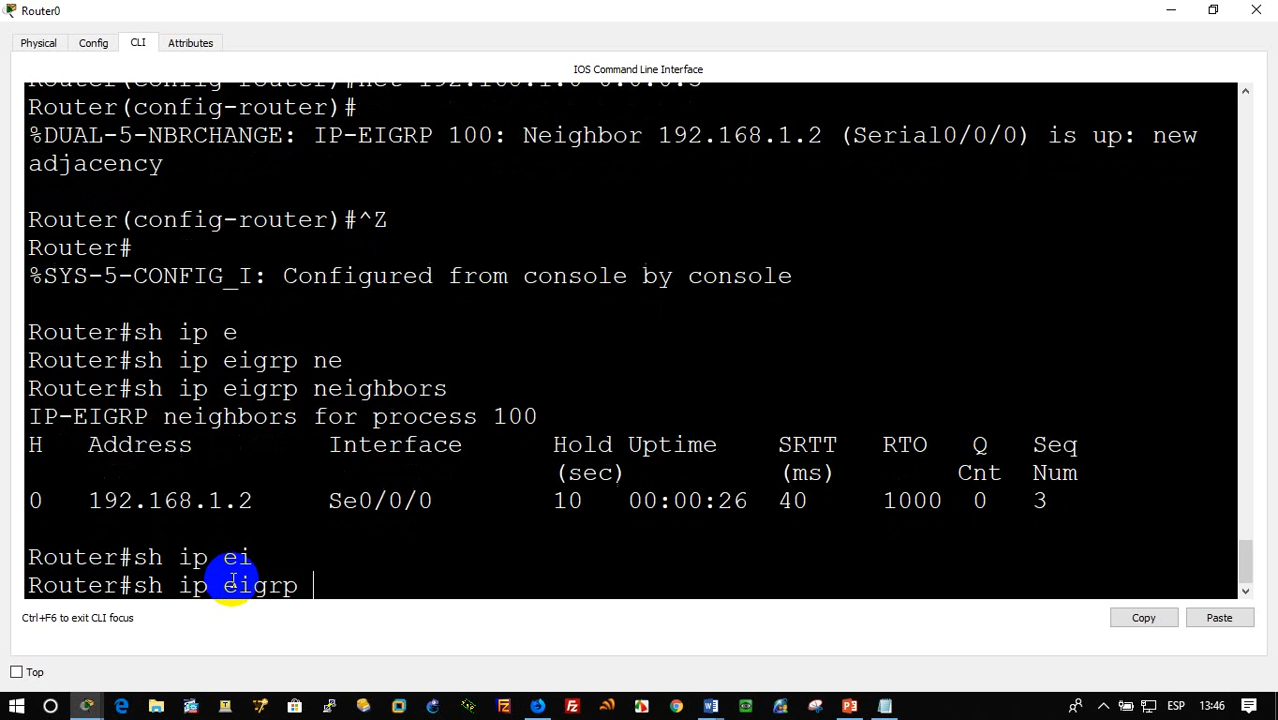 Router0
Physical Config CLI Attributes
IOS Command Line Interface
Router(config-router)#net 192.168.1.0 0.0.0.3
Router(config-router)#
%DUAL-5-NBRCHANGE: IP-EIGRP 100: Neighbor 192.168.1.2 (Serial0/0/0) is up: new
adjacency
Router(config-router)#^Z
Router#
%SYS-5-CONFIG_I: Configured from console by console
Router#sh ip e
Router#sh ip eigrp ne
Router#sh ip eigrp neighbors
IP-EIGRP neighbors for process 100
H Address Interface Hold Uptime SRTT RTO Q Seq
(sec) (ms) Cnt Num
0 192.168.1.2 Se0/0/0 10 00:00:26 40 1000 0 3
Router#sh ip ei
Router#sh ip eigrp
Ctrl+F6 to exit CLI focus
Copy Paste
Top
ESP 13:46